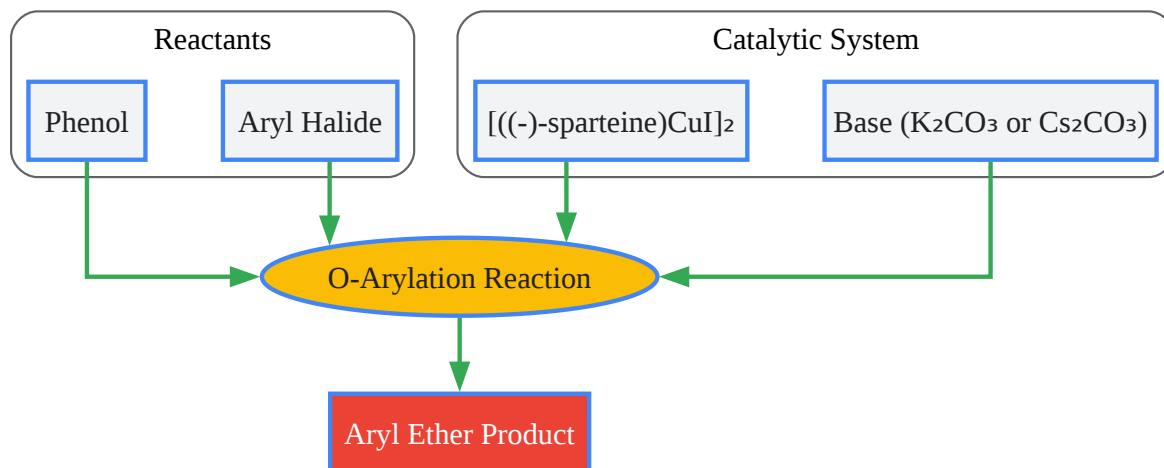 Reactants
Catalytic System
Phenol
Aryl Halide
[((-)-sparteine)CuI]₂
Base (K₂CO₃ or Cs₂CO₃)
O-Arylation Reaction
Aryl Ether Product